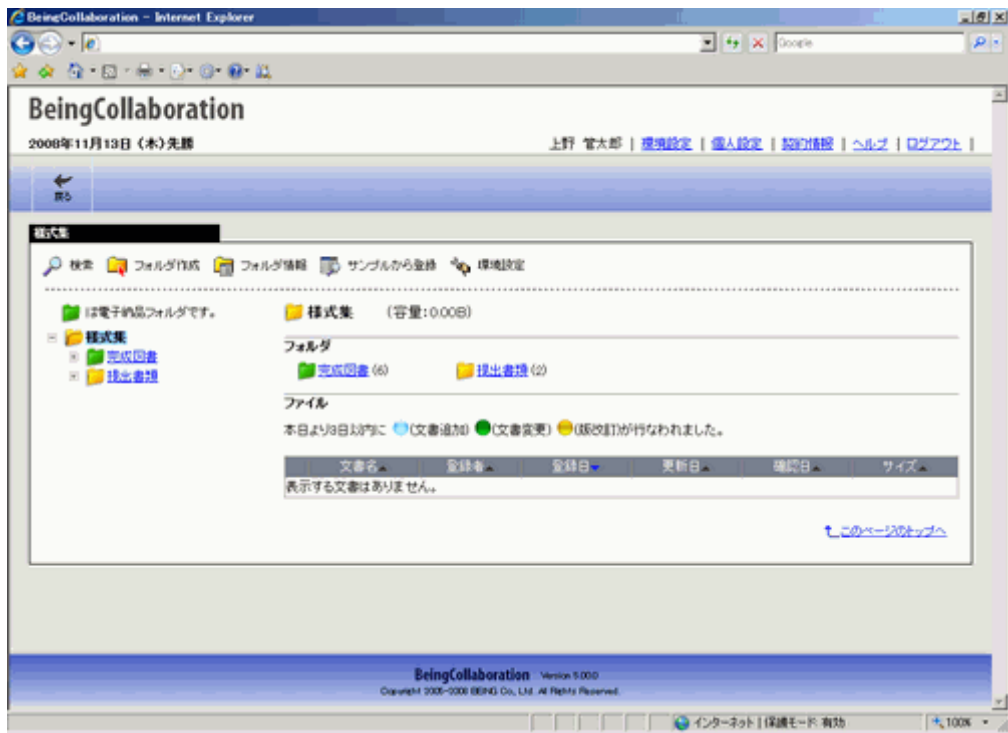 BeingCollaboration - Internet Explorer
Google
BeingCollaboration
2008年11月13日（木）先勝
上野 管太郎 | 環境設定 | 個人設定 | 契約情報 | ヘルプ | ログアウト |
戻る
様式集
検索 フォルダ作成 フォルダ情報 サンプルから登録 環境設定
は電子納品フォルダです。
様式集 (容量:0.00B)
様式集
完成図書
提出書類
フォルダ
完成図書 (6) 提出書類 (2)
ファイル
本日より3日以内に (文書追加) (文書変更) (版改訂)が行なわれました。
文書名▲ 登録者▲ 登録日▼ 更新日▲ 確認日▲ サイズ▲
表示する文書はありません。
このページのトップへ
BeingCollaboration Version 5.00.0
Copyright 2005-2008 BEING Co., Ltd. All Rights Reserved.
インターネット | 保護モード: 有効 100%